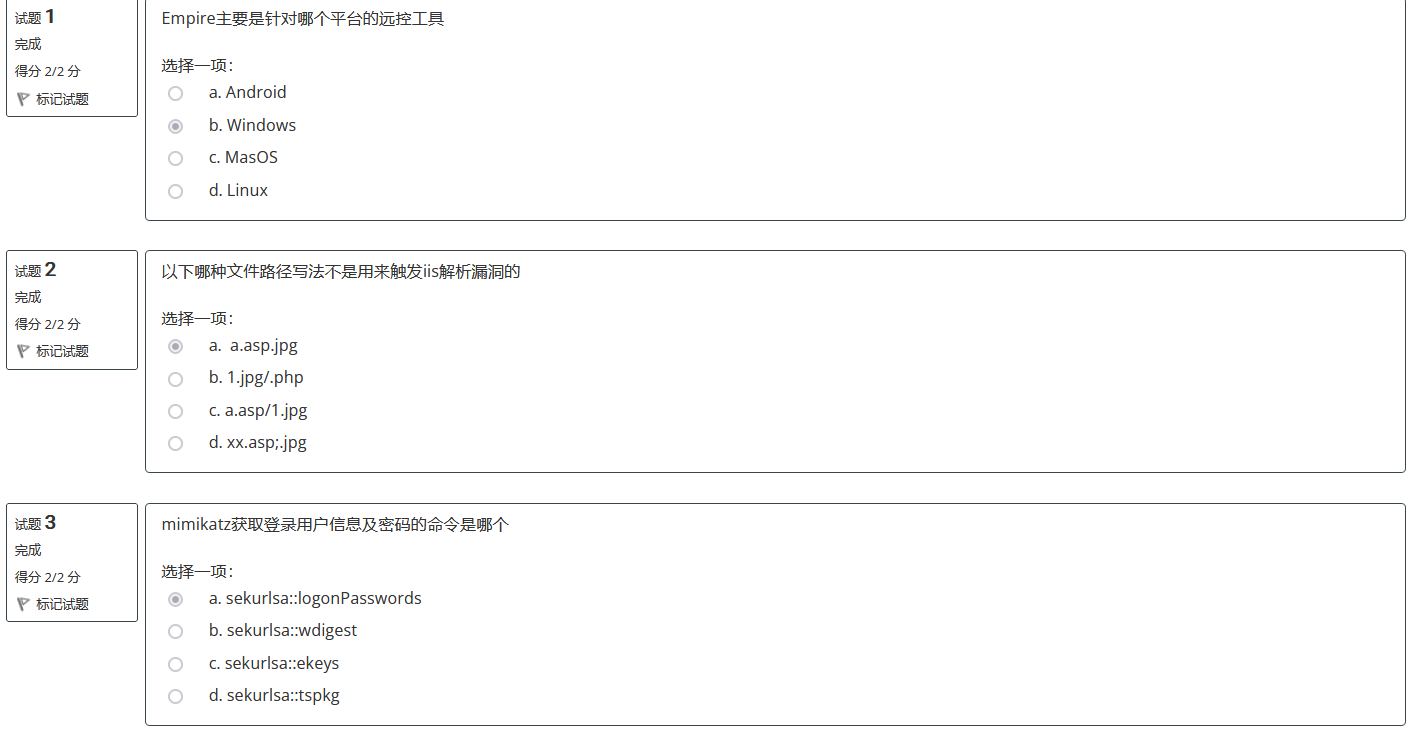 试题 1
完成
得分 2/2 分
标记试题
Empire主要是针对哪个平台的远控工具
选择一项：
a. Android
b. Windows
c. MasOS
d. Linux
试题 2
完成
得分 2/2 分
标记试题
以下哪种文件路径写法不是用来触发iis解析漏洞的
选择一项：
a. a.asp.jpg
b. 1.jpg/.php
c. a.asp/1.jpg
d. xx.asp;.jpg
试题 3
完成
得分 2/2 分
标记试题
mimikatz获取登录用户信息及密码的命令是哪个
选择一项：
a. sekurlsa::logonPasswords
b. sekurlsa::wdigest
c. sekurlsa::ekeys
d. sekurlsa::tspkg